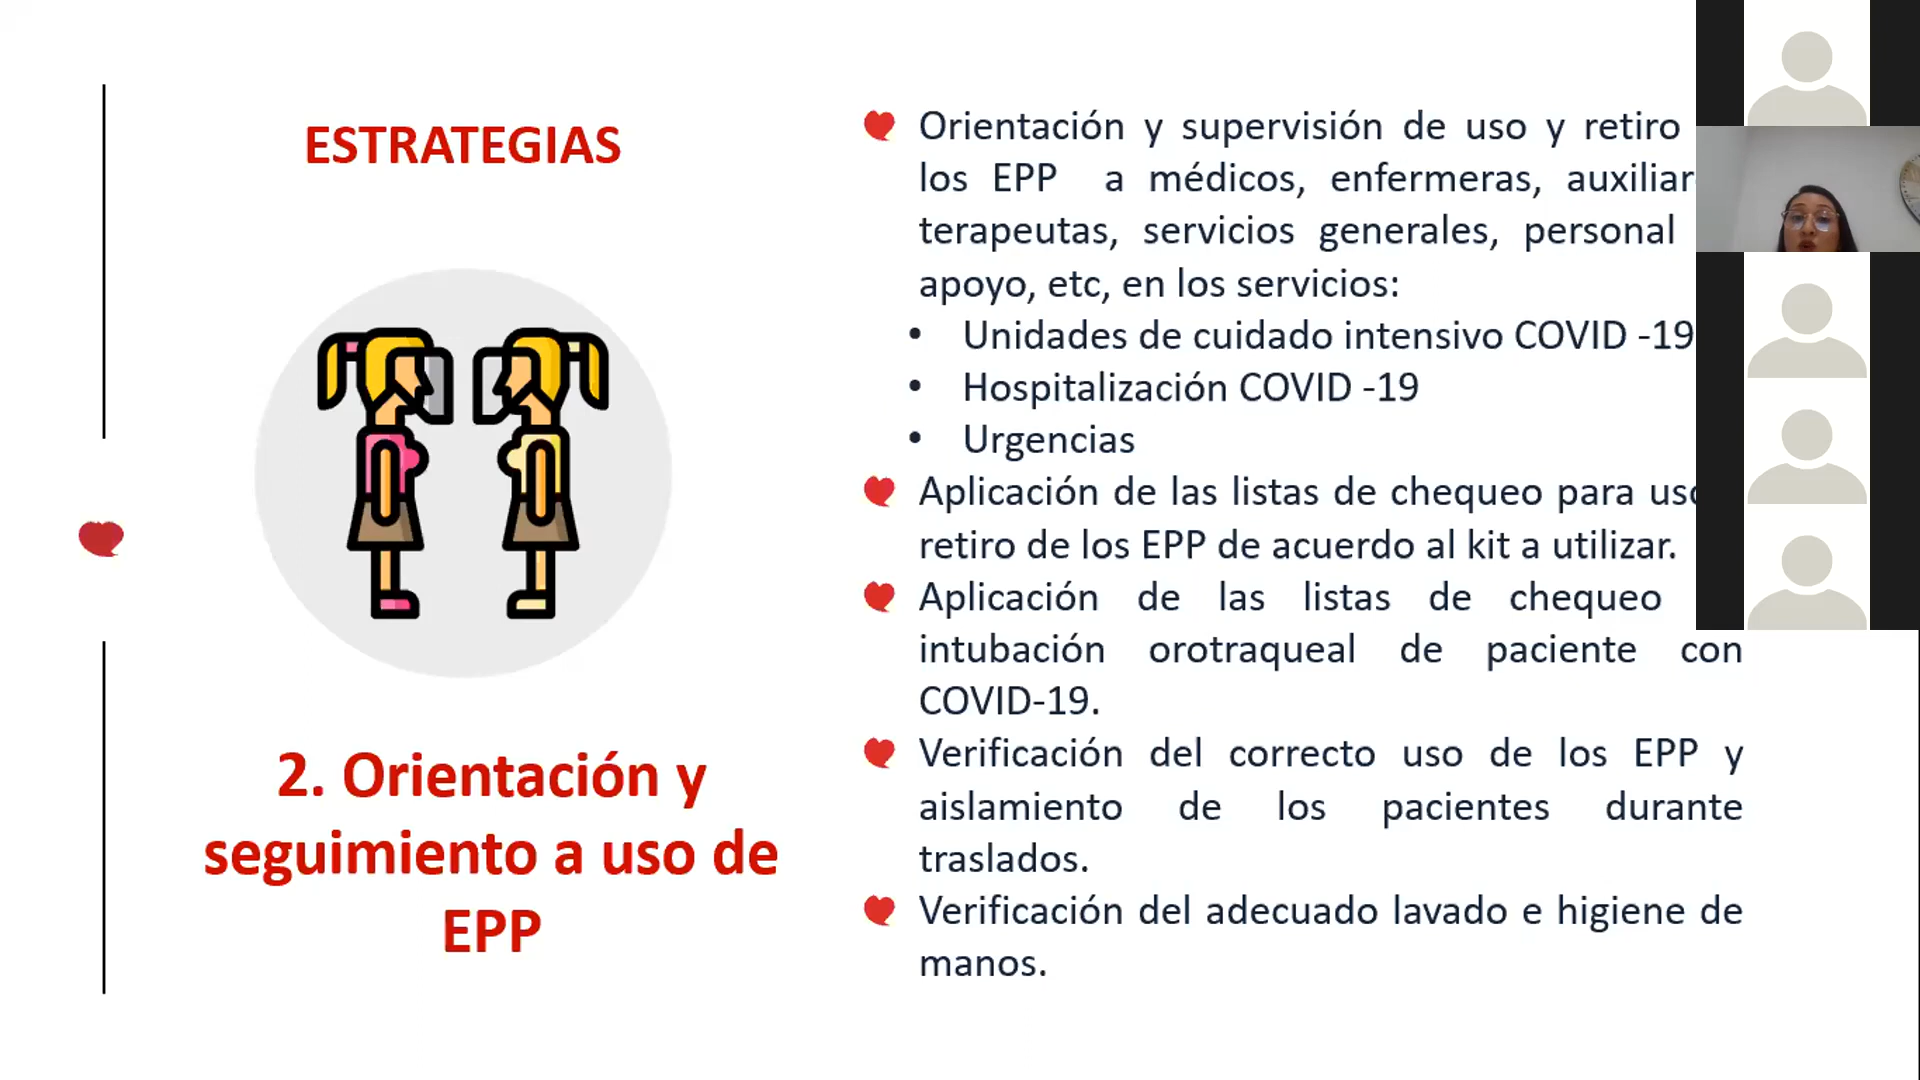 ESTRATEGIAS
2. Orientación y
seguimiento a uso de
EPP
Orientación y supervisión de uso y retiro
los EPP a médicos, enfermeras,
terapeutas, servicios generales, personal
apoyo, etc, en los servicios:
• Unidades de cuidado intensivo COVID -19
• Hospitalización COVID -19
• Urgencias
Aplicación de las listas de chequeo para uso
retiro de los EPP de acuerdo al kit a utilizar.
Aplicación de las listas de chequeo
intubación orotraqueal de paciente con
COVID-19.
Verificación del correcto uso de los EPP y
aislamiento de los pacientes durante
traslados.
Verificación del adecuado lavado e higiene de
manos.